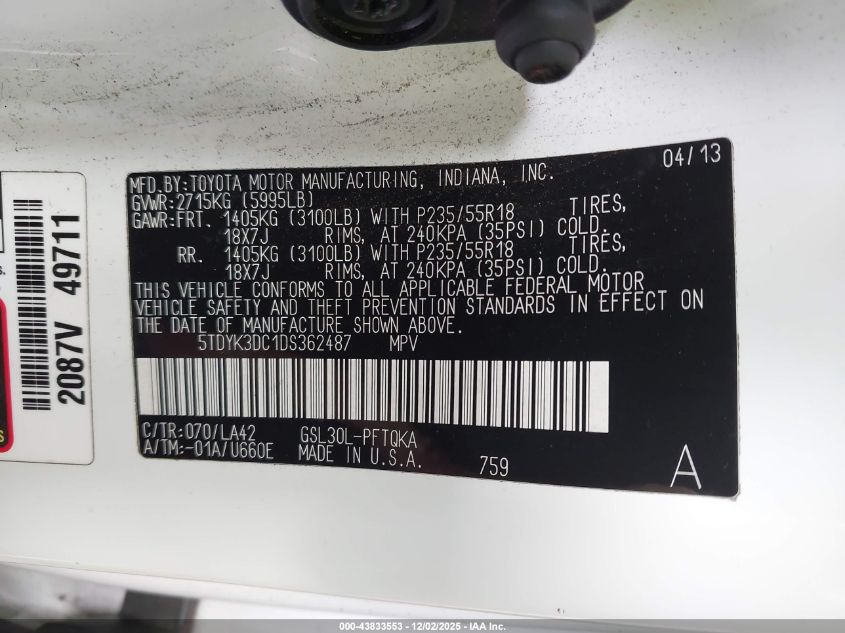 04/13
MFD.BY:TOYOTA MOTOR MANUFACTURING, INDIANA, INC.
GVWR:2715KG (5995LB)
GAWR:FRT. 1405KG (3100LB) WITH P235/55R18 TIRES,
18X7J RIMS, AT 240KPA (35PSI) COLD.
RR. 1405KG (3100LB) WITH P235/55R18 TIRES,
18X7J RIMS, AT 240KPA (35PSI) COLD.
THIS VEHICLE CONFORMS TO ALL APPLICABLE FEDERAL MOTOR
VEHICLE SAFETY AND THEFT PREVENTION STANDARDS IN EFFECT ON
THE DATE OF MANUFACTURE SHOWN ABOVE.
5TDYK3DC1DS362487 MPV
C/TR:070/LA42 GSL30L-PFTQKA
A/TM:-01A/U660E MADE IN U.S.A. 759 A
2087V 49711
000-43833553 - 12/02/2025 - IAA Inc.